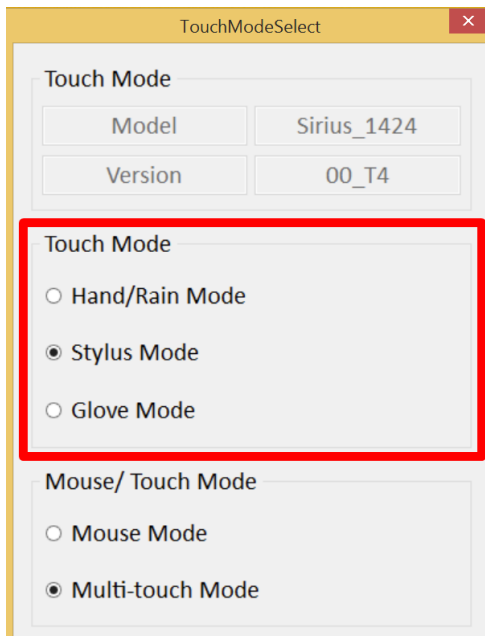 TouchModeSelect
Touch Mode
Model Sirius_1424
Version 00_T4
Touch Mode
Hand/Rain Mode
Stylus Mode
Glove Mode
Mouse/ Touch Mode
Mouse Mode
Multi-touch Mode